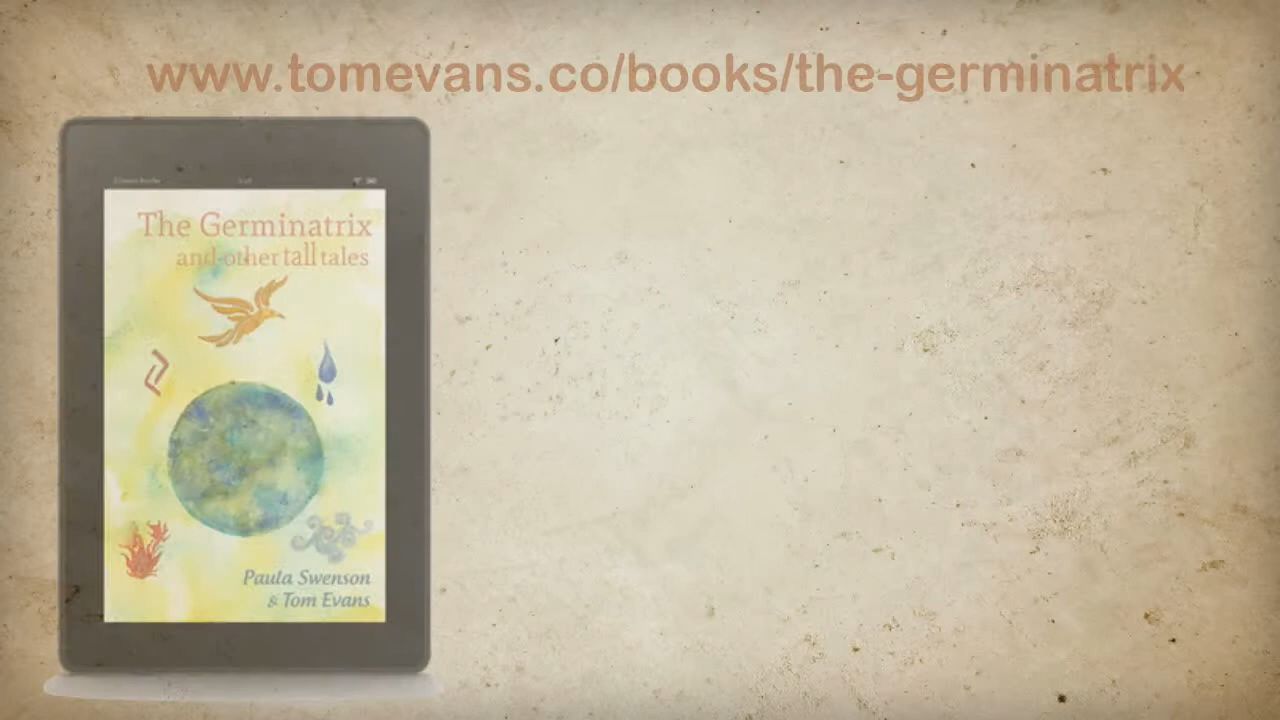 www.tomevans.co/books/the-germinatrix
The Germinatrix
and other tall tales
Paula Swenson
& Tom Evans